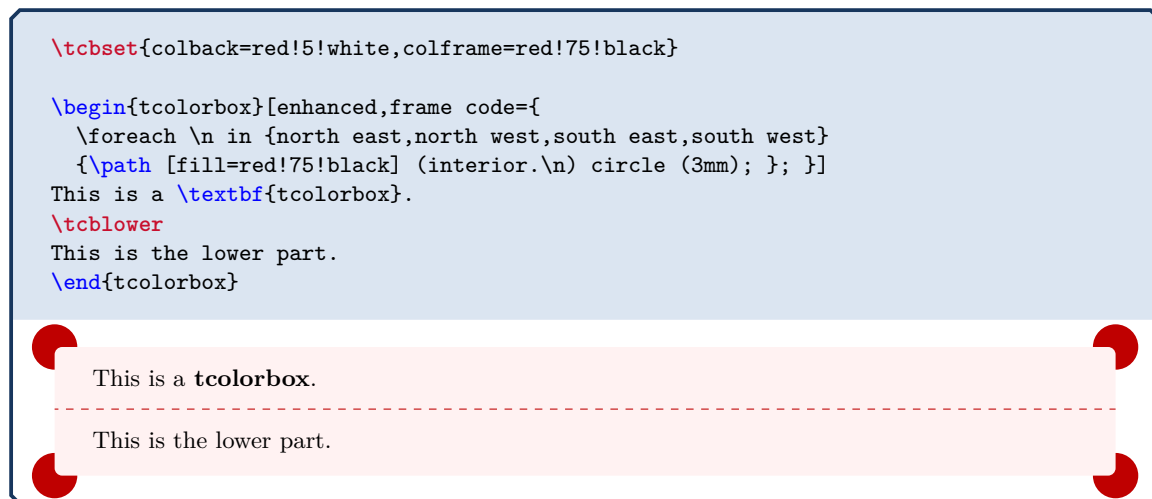 \tcbset{colback=red!5!white,colframe=red!75!black}
\begin{tcolorbox}[enhanced,frame code={
\foreach \n in {north east,north west,south east,south west}
{\path [fill=red!75!black] (interior.\n) circle (3mm); }; }]
This is a \textbf{tcolorbox}.
\tcblower
This is the lower part.
\end{tcolorbox}
This is a tcolorbox.
This is the lower part.